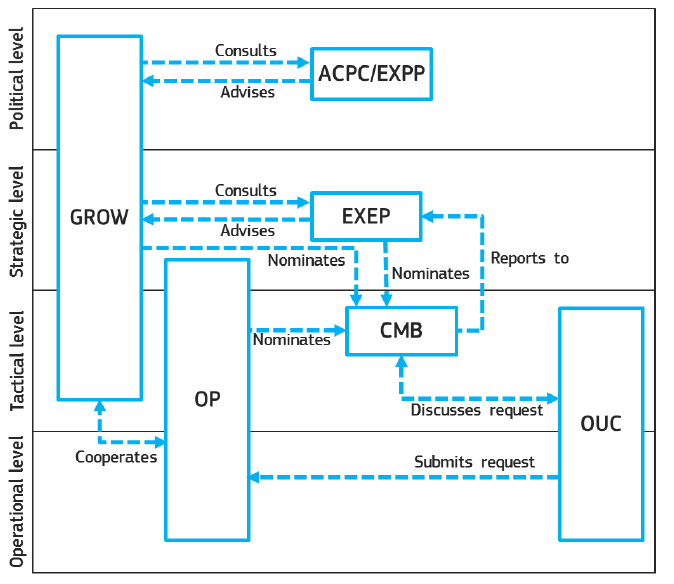 Political level
Consults
ACPC/EXPP
Advises
Strategic level
GROW
Consults
EXEP
Advises
Nominates
Nominates
Reports to
Tactical level
CMB
Nominates
OP
Discusses request
OUC
Operational level
Cooperates
Submits request